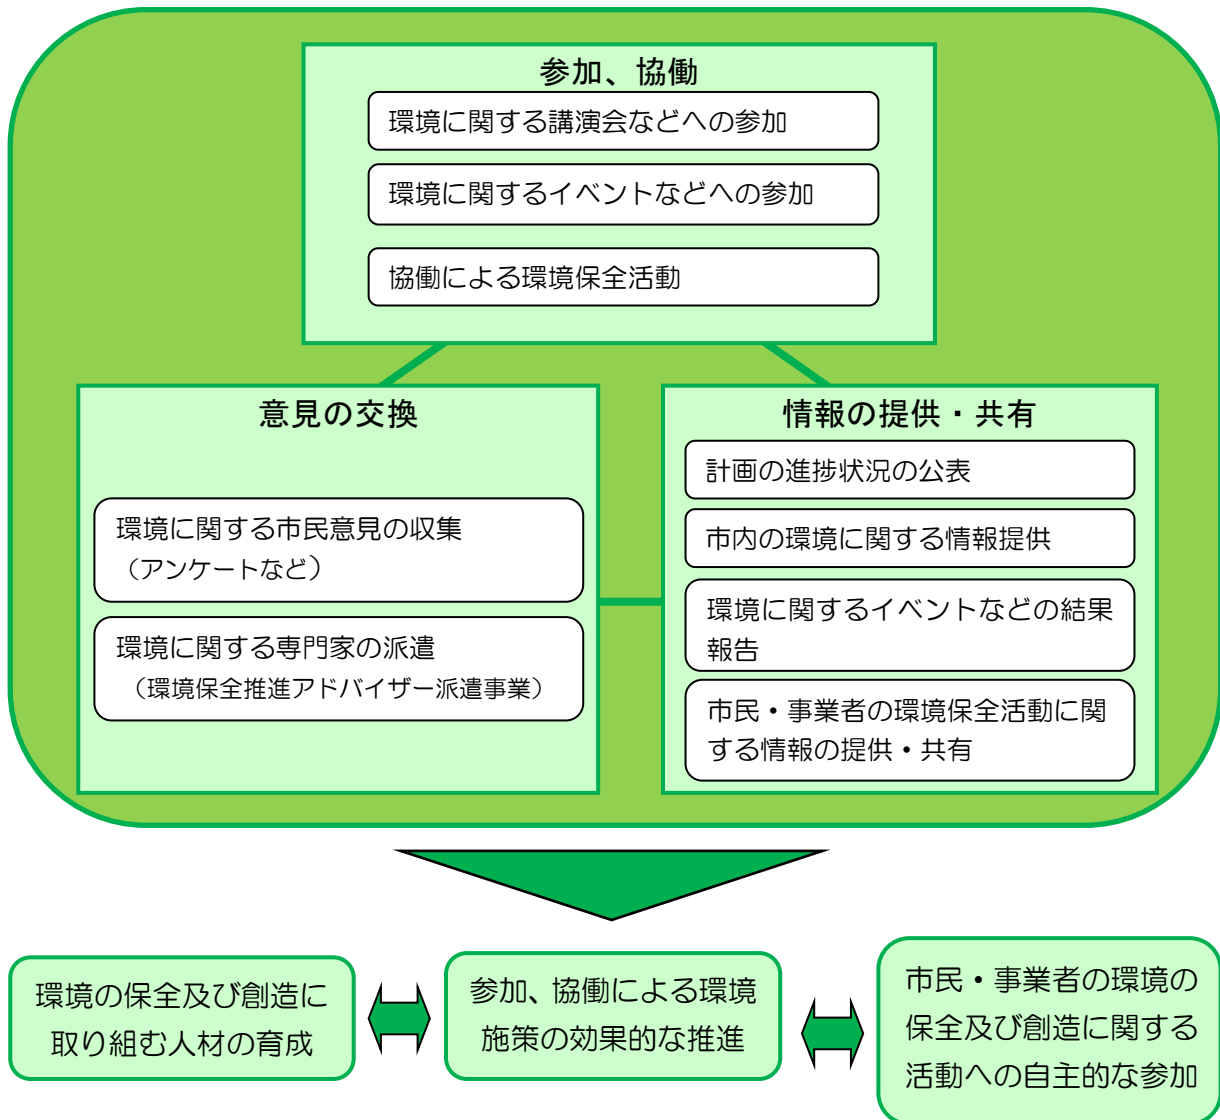 参加、協働
環境に関する講演会などへの参加
環境に関するイベントなどへの参加
協働による環境保全活動
意見の交換
環境に関する市民意見の収集
（アンケートなど）
環境に関する専門家の派遣
（環境保全推進アドバイザー派遣事業）
情報の提供・共有
計画の進捗状況の公表
市内の環境に関する情報提供
環境に関するイベントなどの結果
報告
市民・事業者の環境保全活動に関
する情報の提供・共有
環境の保全及び創造に
取り組む人材の育成
参加、協働による環境
施策の効果的な推進
市民・事業者の環境の
保全及び創造に関する
活動への自主的な参加